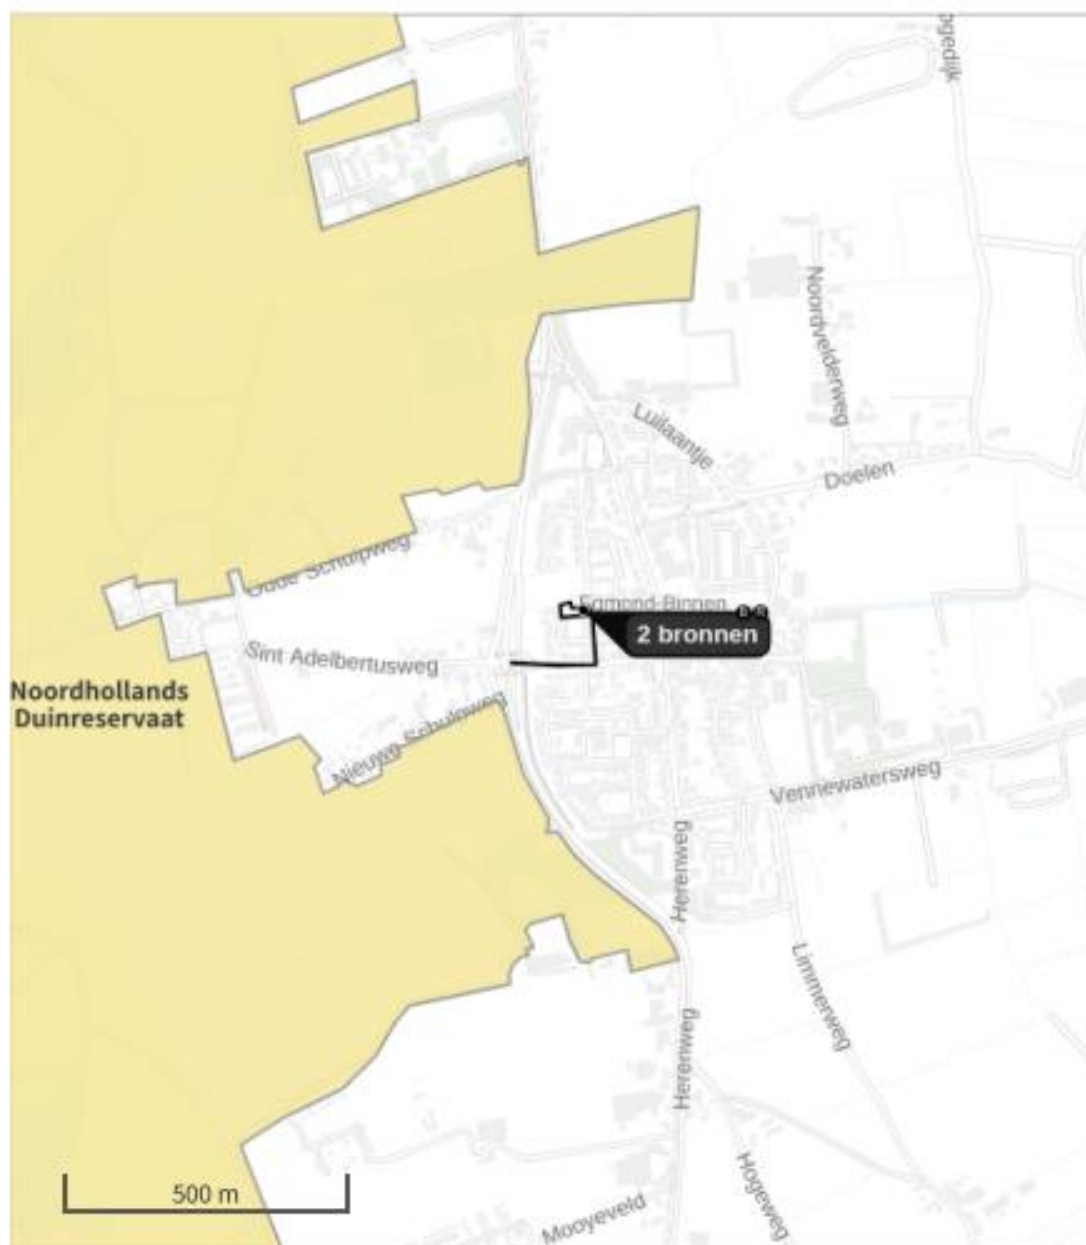 Noordvelderweg
Luilaantje
Doelen
Oude Schulpweg
Egmond-Binnen
2 bronnen
Sint Adelbertusweg
Noordhollands
Duinreservaat
Nieuwe Schulpweg
Vennewatersweg
Herenweg
Limmerweg
Herenweg
500 m
Hogeweg
Mooyeveld